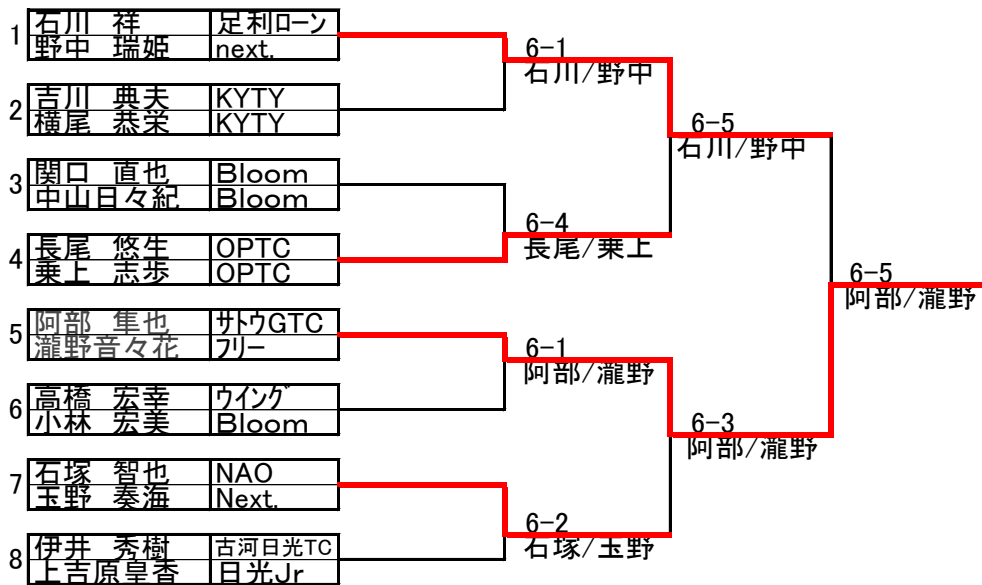 1 石川 祥 足利ローン
野中 瑞姫 next.
2 吉川 典夫 KYTY
横尾 恭栄 KYTY
3 関口 直也 Bloom
中山日々紀 Bloom
4 長尾 悠生 OPTC
乗上 志歩 OPTC
5 阿部 隼也 サトウGTC
瀧野音々花 フリー
6 高橋 宏幸 ウイング
小林 宏美 Bloom
7 石塚 智也 NAO
玉野 奏海 Next.
8 伊井 秀樹 古河日光TC
上吉原皇香 日光Jr
6-1
石川/野中
6-4
長尾/乗上
6-1
阿部/瀧野
6-2
石塚/玉野
6-5
石川/野中
6-3
阿部/瀧野
6-5
阿部/瀧野